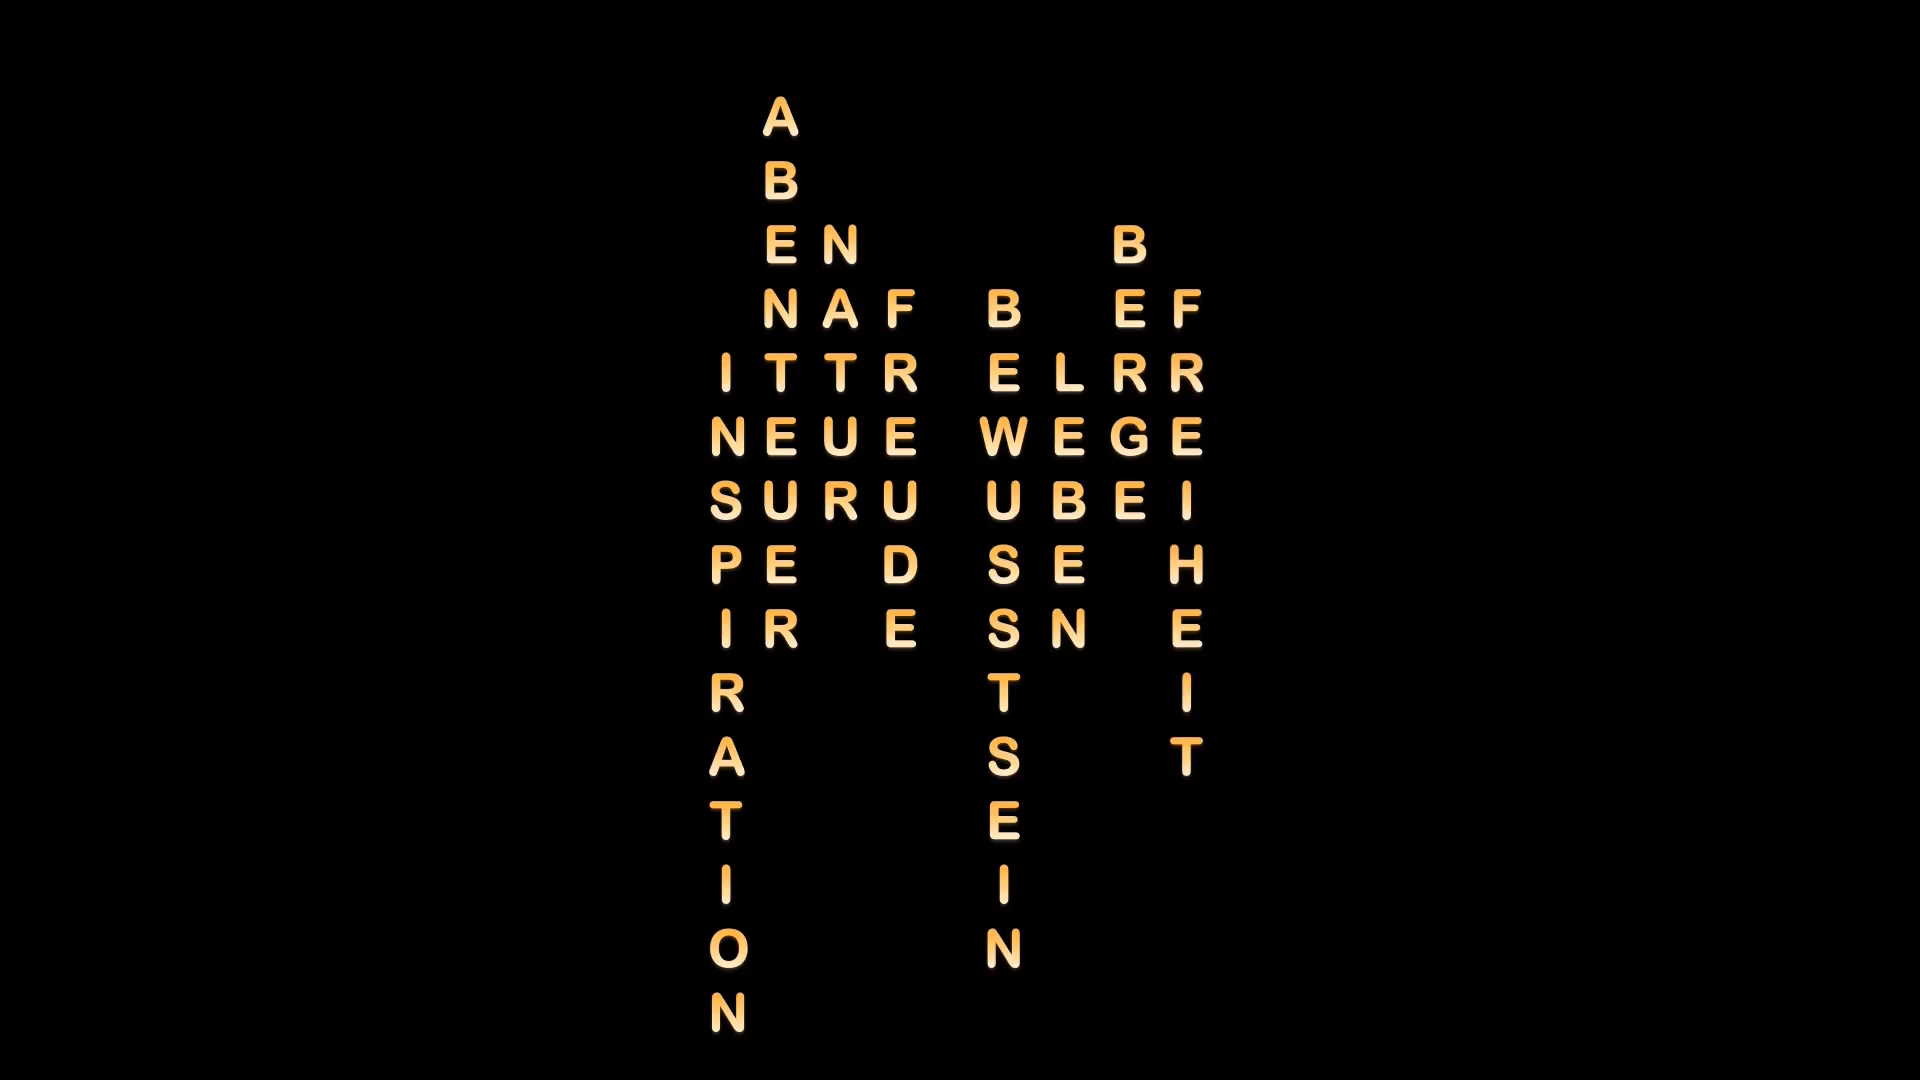 INSPIRATION
ABENTEUER
NATUR
FREUDE
BEWUSSTSEIN
LEBEN
BERGE
FREIHEIT